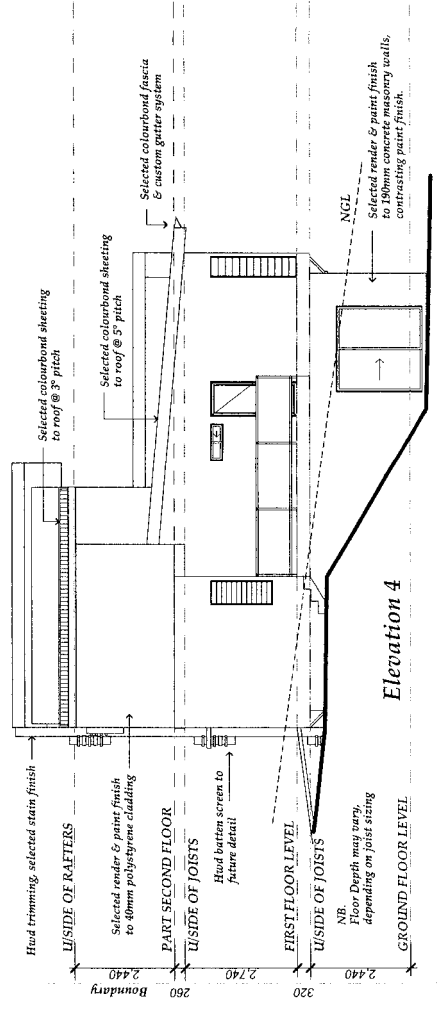 Hwd trimming, selected stain finish
Selected colourbond sheeting
to roof @ 3° pitch
Selected colourbond sheeting
to roof @ 5° pitch
Selected colourbond fascia
& custom gutter system
U/SIDE OF RAFTERS
2,440
Boundary
Selected render & paint finish
to 40mm polystyrene cladding
PART SECOND FLOOR
260
U/SIDE OF JOISTS
2,740
Hwd batten screen to
future detail
FIRST FLOOR LEVEL
320
U/SIDE OF JOISTS
2,440
NB.
Floor Depth may vary,
depending on joist sizing
GROUND FLOOR LEVEL
NGL
Selected render & paint finish
to 190mm concrete masonry walls,
contrasting paint finish.
Elevation 4